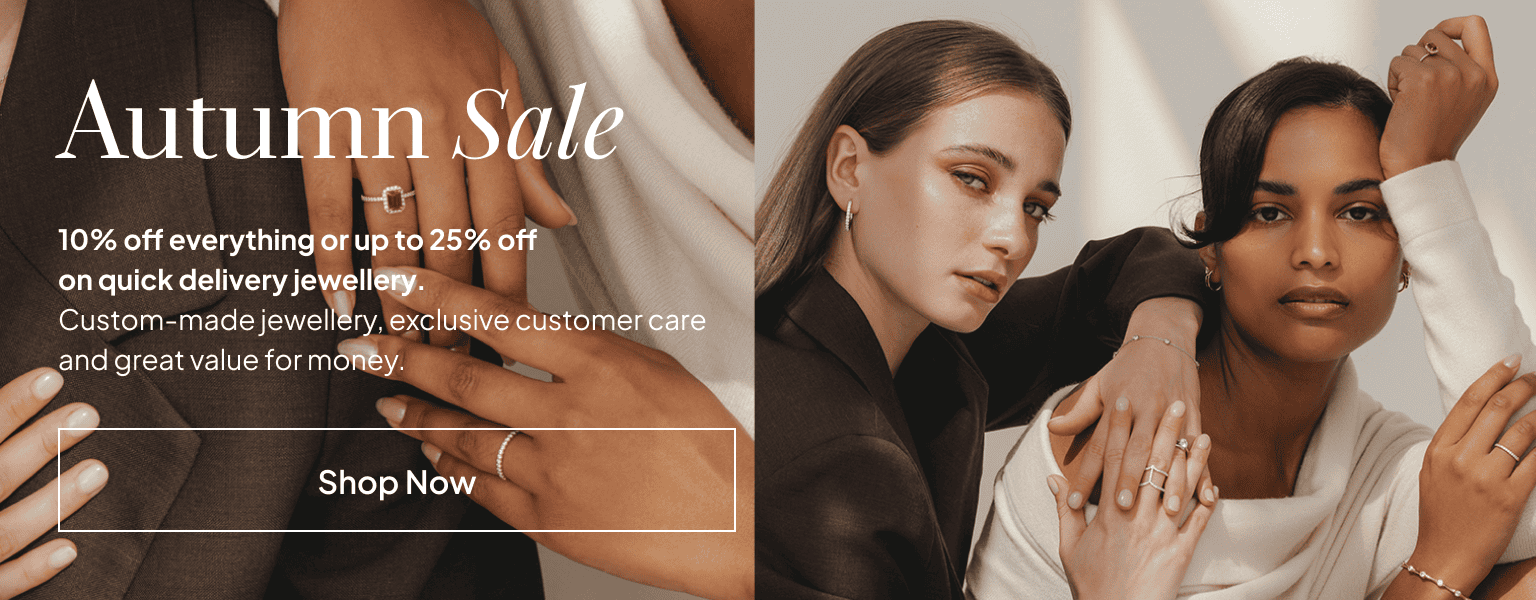 Autumn Sale
10% off everything or up to 25% off
on quick delivery jewellery.
Custom-made jewellery, exclusive customer care
and great value for money.
Shop Now